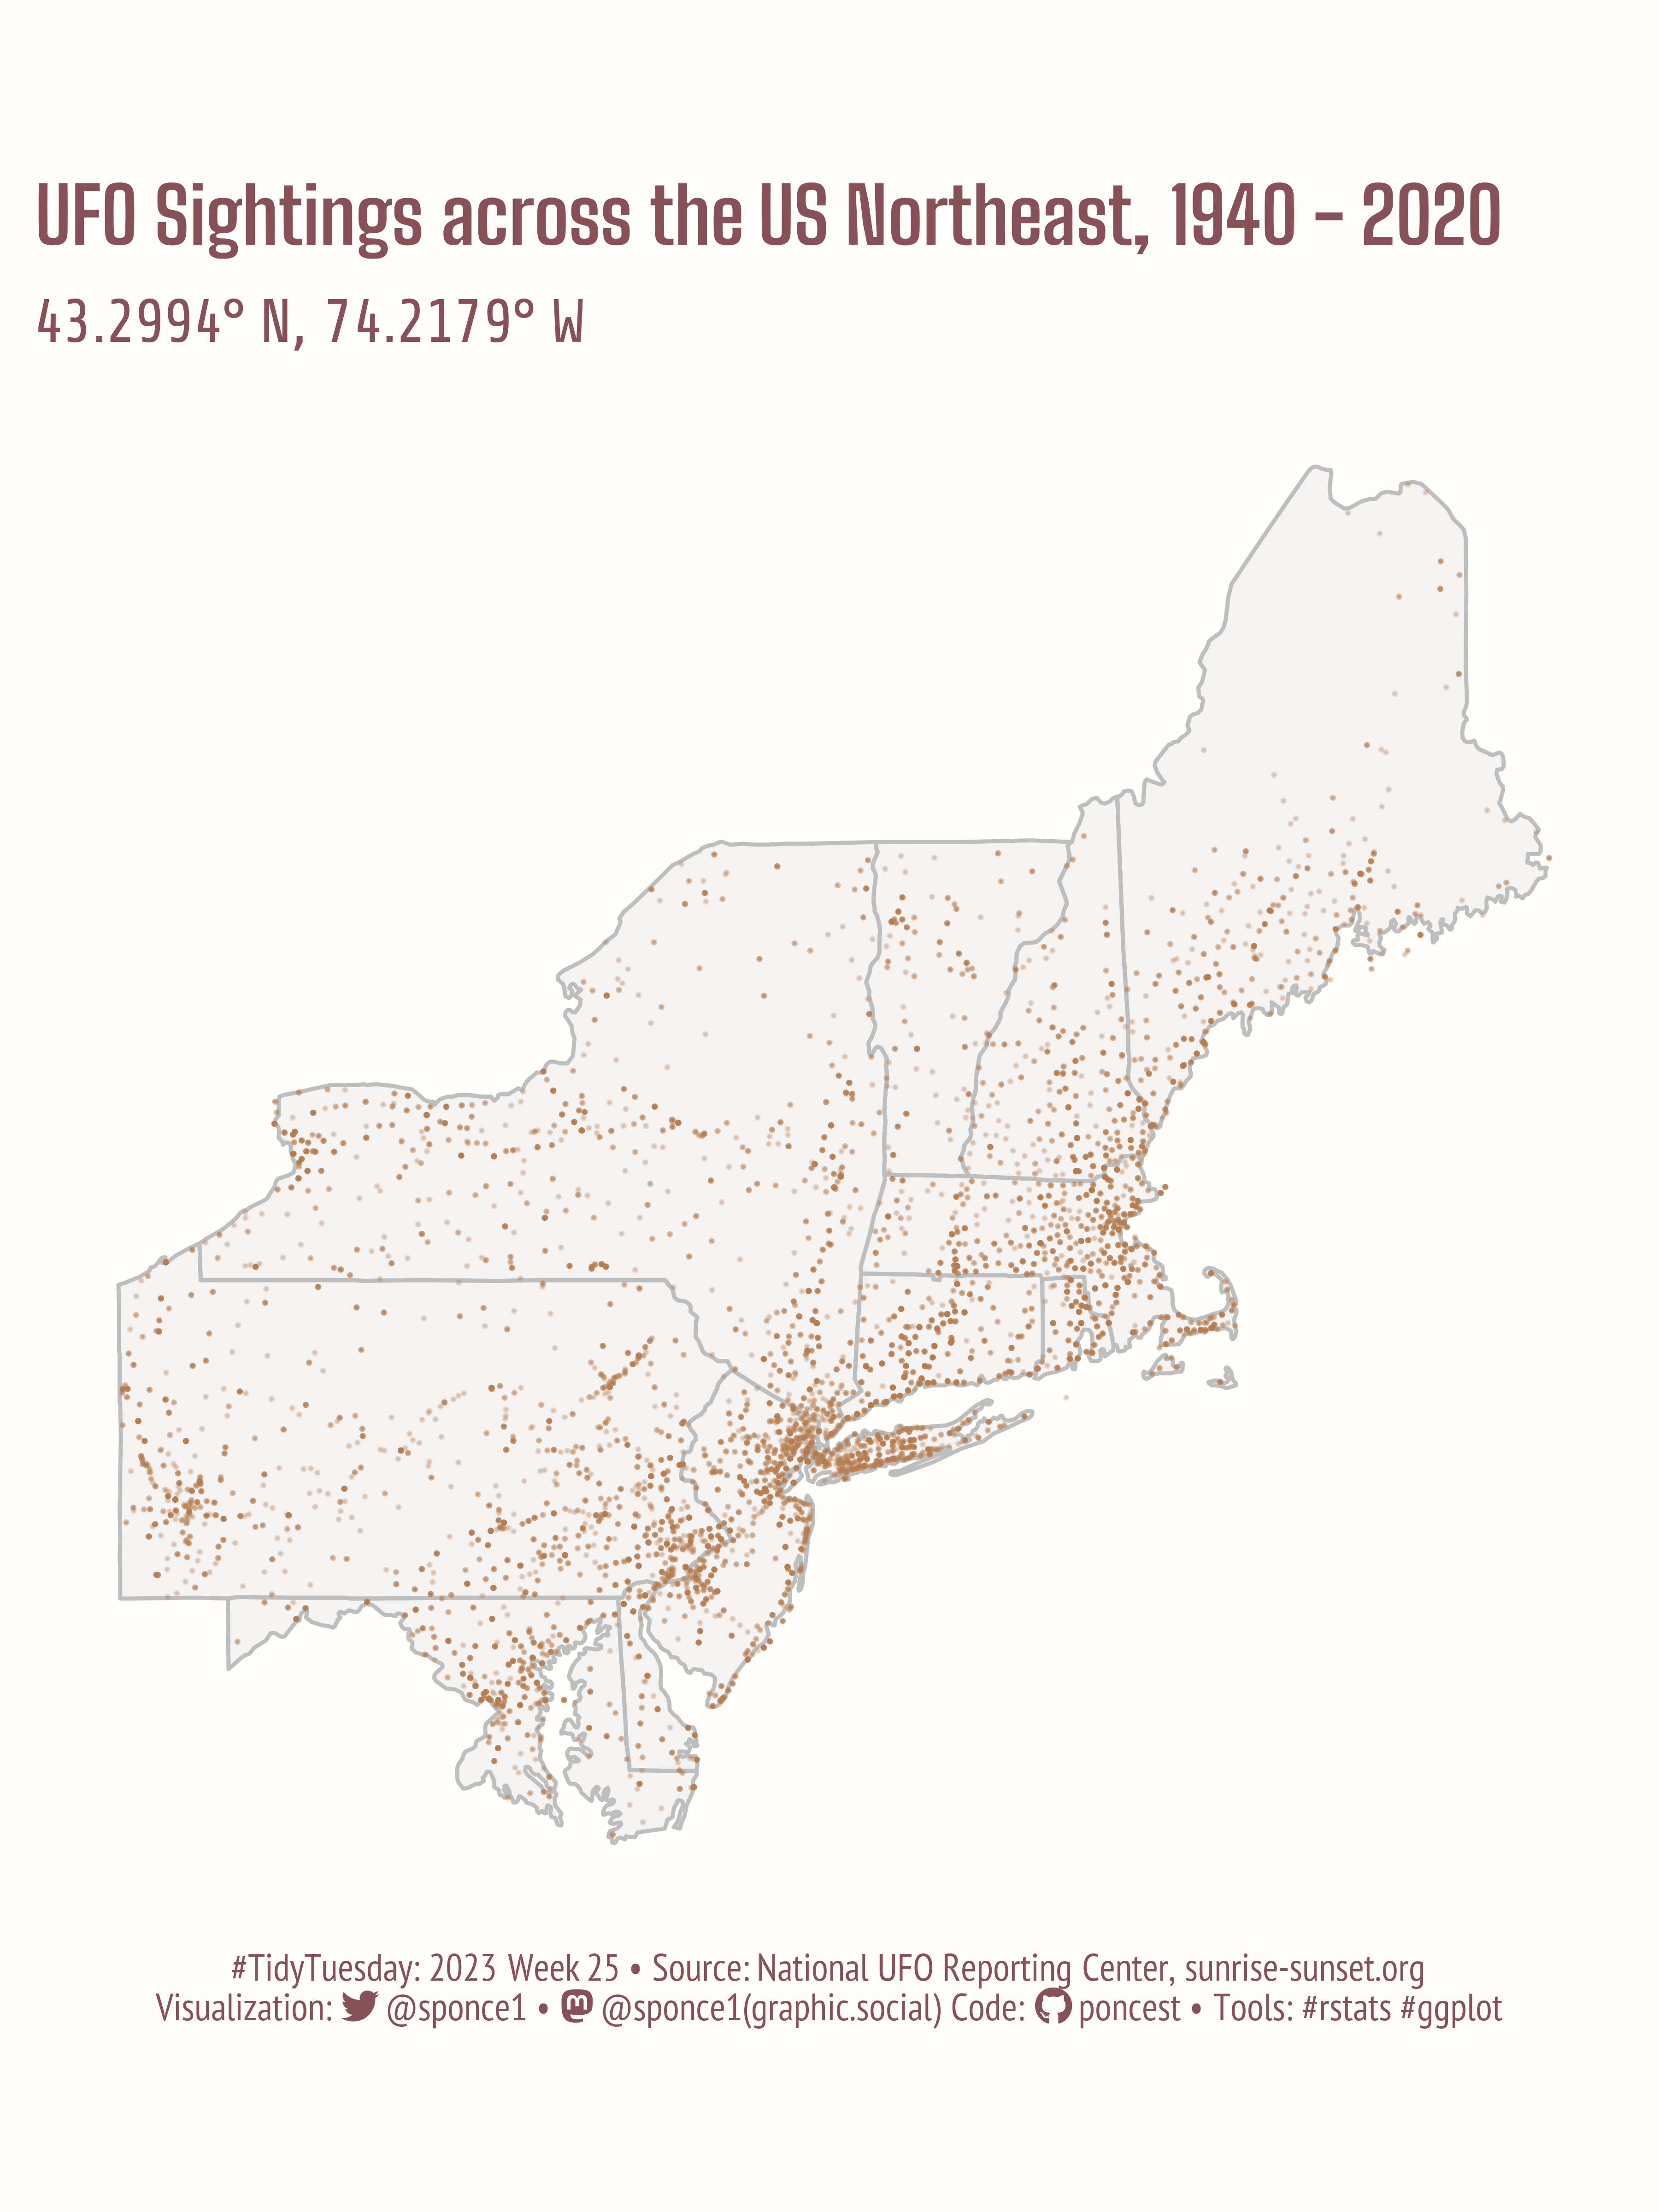 UFO Sightings across the US Northeast, 1940 – 2020
43.2994° N, 74.2179° W
#TidyTuesday: 2023 Week 25 • Source: National UFO Reporting Center, sunrise-sunset.org
Visualization: @sponce1 • @sponce1(graphic.social) Code: poncest • Tools: #rstats #ggplot